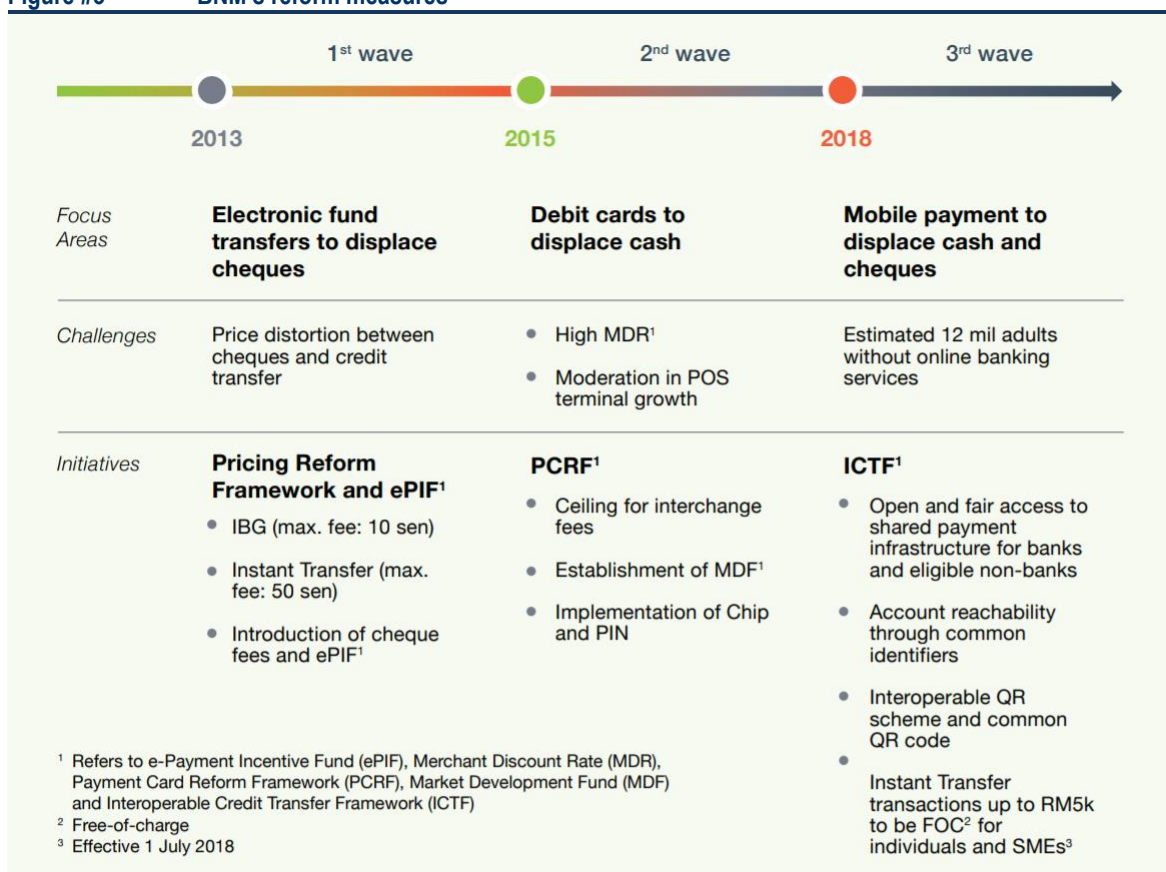 1st wave
2nd wave
3rd wave
2013
2015
2018
Focus
Areas
Electronic fund
transfers to displace
cheques
Debit cards to
displace cash
Mobile payment to
displace cash and
cheques
Challenges
Price distortion between
cheques and credit
transfer
• High MDR¹
• Moderation in POS
terminal growth
Estimated 12 mil adults
without online banking
services
Initiatives
Pricing Reform
Framework and ePIF¹
• IBG (max. fee: 10 sen)
• Instant Transfer (max.
fee: 50 sen)
• Introduction of cheque
fees and ePIF¹
PCRF¹
• Ceiling for interchange
fees
• Establishment of MDF¹
• Implementation of Chip
and PIN
ICTF¹
• Open and fair access to
shared payment
infrastructure for banks
and eligible non-banks
• Account reachability
through common
identifiers
• Interoperable QR
scheme and common
QR code
•
Instant Transfer
transactions up to RM5k
to be FOC² for
individuals and SMEs³
¹ Refers to e-Payment Incentive Fund (ePIF), Merchant Discount Rate (MDR),
Payment Card Reform Framework (PCRF), Market Development Fund (MDF)
and Interoperable Credit Transfer Framework (ICTF)
² Free-of-charge
³ Effective 1 July 2018